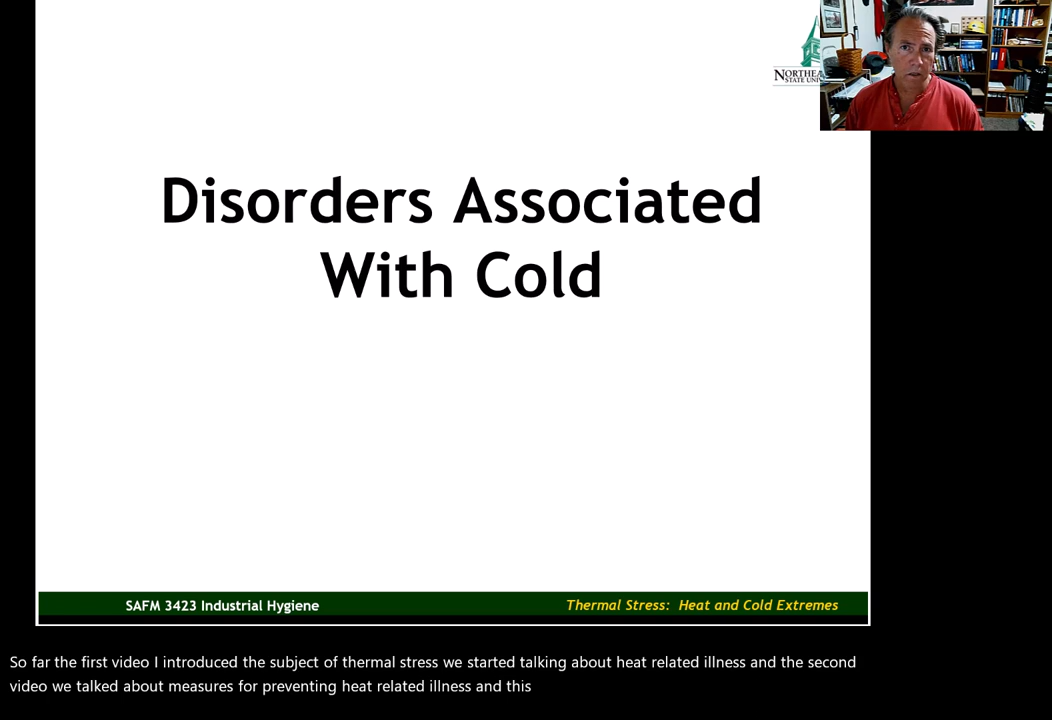 Disorders Associated
With Cold
SAFM 3423 Industrial Hygiene
Thermal Stress: Heat and Cold Extremes
So far the first video I introduced the subject of thermal stress we started talking about heat related illness and the second
video we talked about measures for preventing heat related illness and this